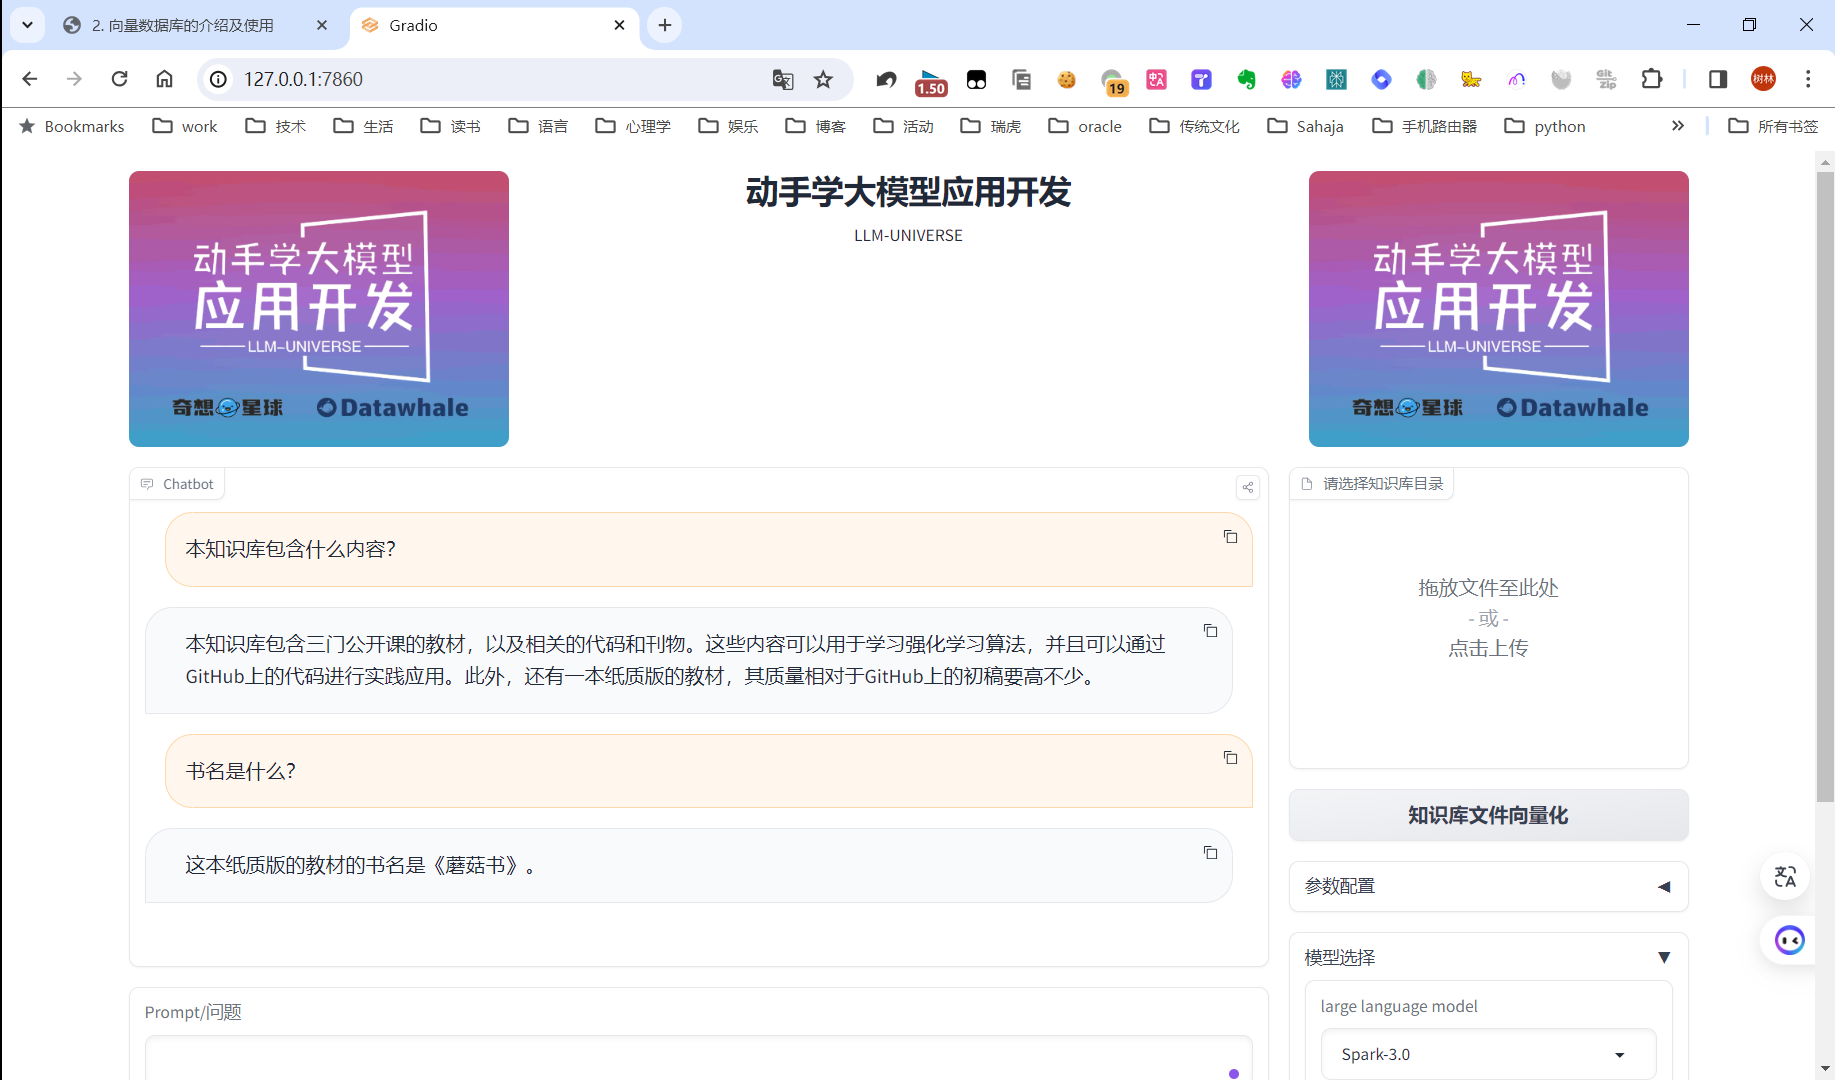 2. 向量数据库的介绍及使用
Gradio
127.0.0.1:7860
1.50
19
Git zip
树林
Bookmarks
work
技术
生活
读书
语言
心理学
娱乐
博客
活动
瑞虎
oracle
传统文化
Sahaja
手机路由器
python
所有书签
动手学大模型
应用开发
LLM-UNIVERSE
奇想星球
Datawhale
动手学大模型应用开发
LLM-UNIVERSE
动手学大模型
应用开发
LLM-UNIVERSE
奇想星球
Datawhale
Chatbot
本知识库包含什么内容？
本知识库包含三门公开课的教材，以及相关的代码和刊物。这些内容可以用于学习强化学习算法，并且可以通过
GitHub上的代码进行实践应用。此外，还有一本纸质版的教材，其质量相对于GitHub上的初稿要高不少。
书名是什么？
这本纸质版的教材的书名是《蘑菇书》。
Prompt/问题
请选择知识库目录
拖放文件至此处
- 或 -
点击上传
知识库文件向量化
参数配置
模型选择
large language model
Spark-3.0